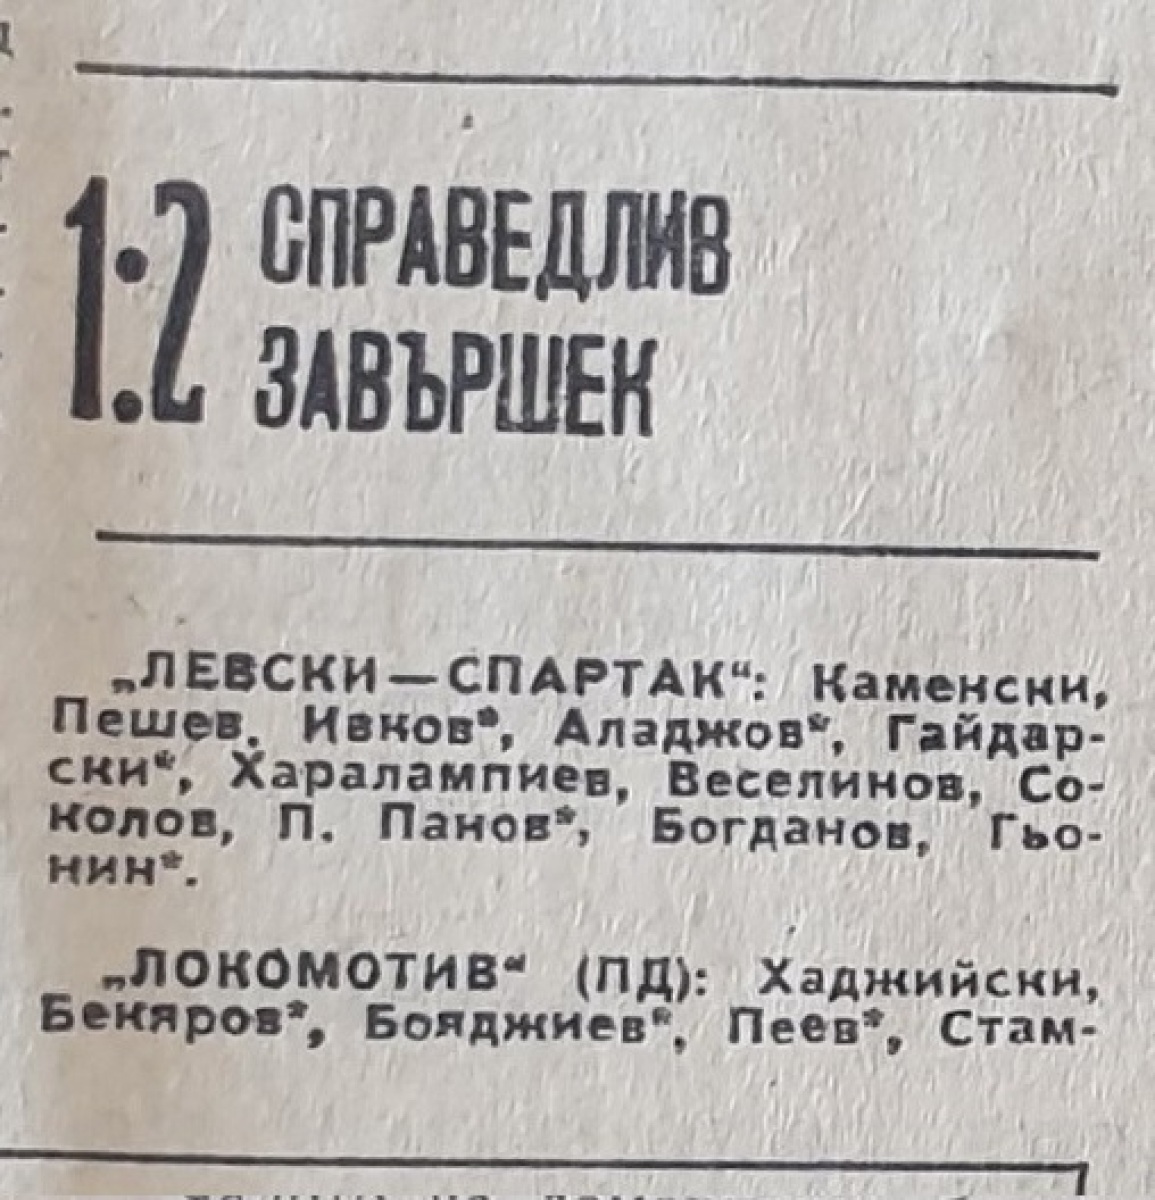 1:2 СПРАВЕДЛИВ
ЗАВЪРШЕК
„ЛЕВСКИ—СПАРТАК“: Каменски,
Пешев, Ивков*, Аладжов*, Гайдар-
ски*, Харалампиев, Веселинов, Со-
колов, П. Панов*, Богданов, Гьо-
нин*.
„ЛОКОМОТИВ“ (ПД): Хаджийски,
Бекяров*, Бояджиев*, Пеев*, Стам-